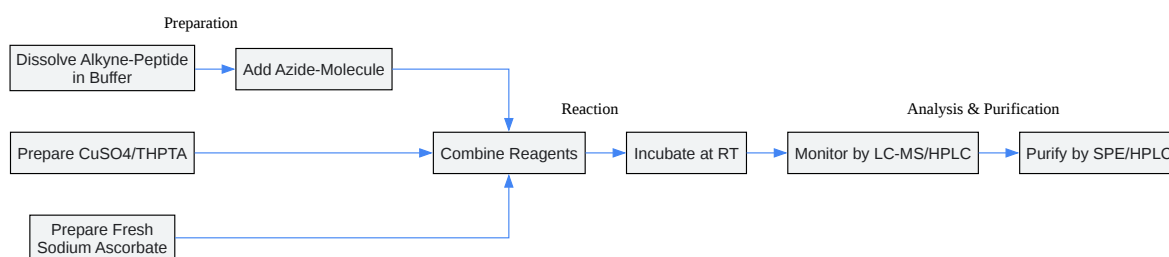 Preparation
Dissolve Alkyne-Peptide
in Buffer
Add Azide-Molecule
Reaction
Analysis & Purification
Prepare CuSO4/THPTA
Combine Reagents
Incubate at RT
Monitor by LC-MS/HPLC
Purify by SPE/HPLC
Prepare Fresh
Sodium Ascorbate